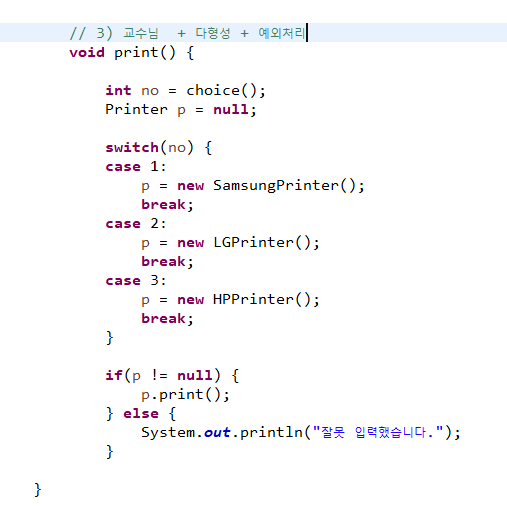 // 3) 교수님  + 다형성 + 예외처리
void print() {
int no = choice();
Printer p = null;
switch(no) {
case 1:
p = new SamsungPrinter();
break;
case 2:
p = new LGPrinter();
break;
case 3:
p = new HPPrinter();
break;
}
if(p != null) {
p.print();
} else {
System.out.println("잘못 입력했습니다.");
}
}